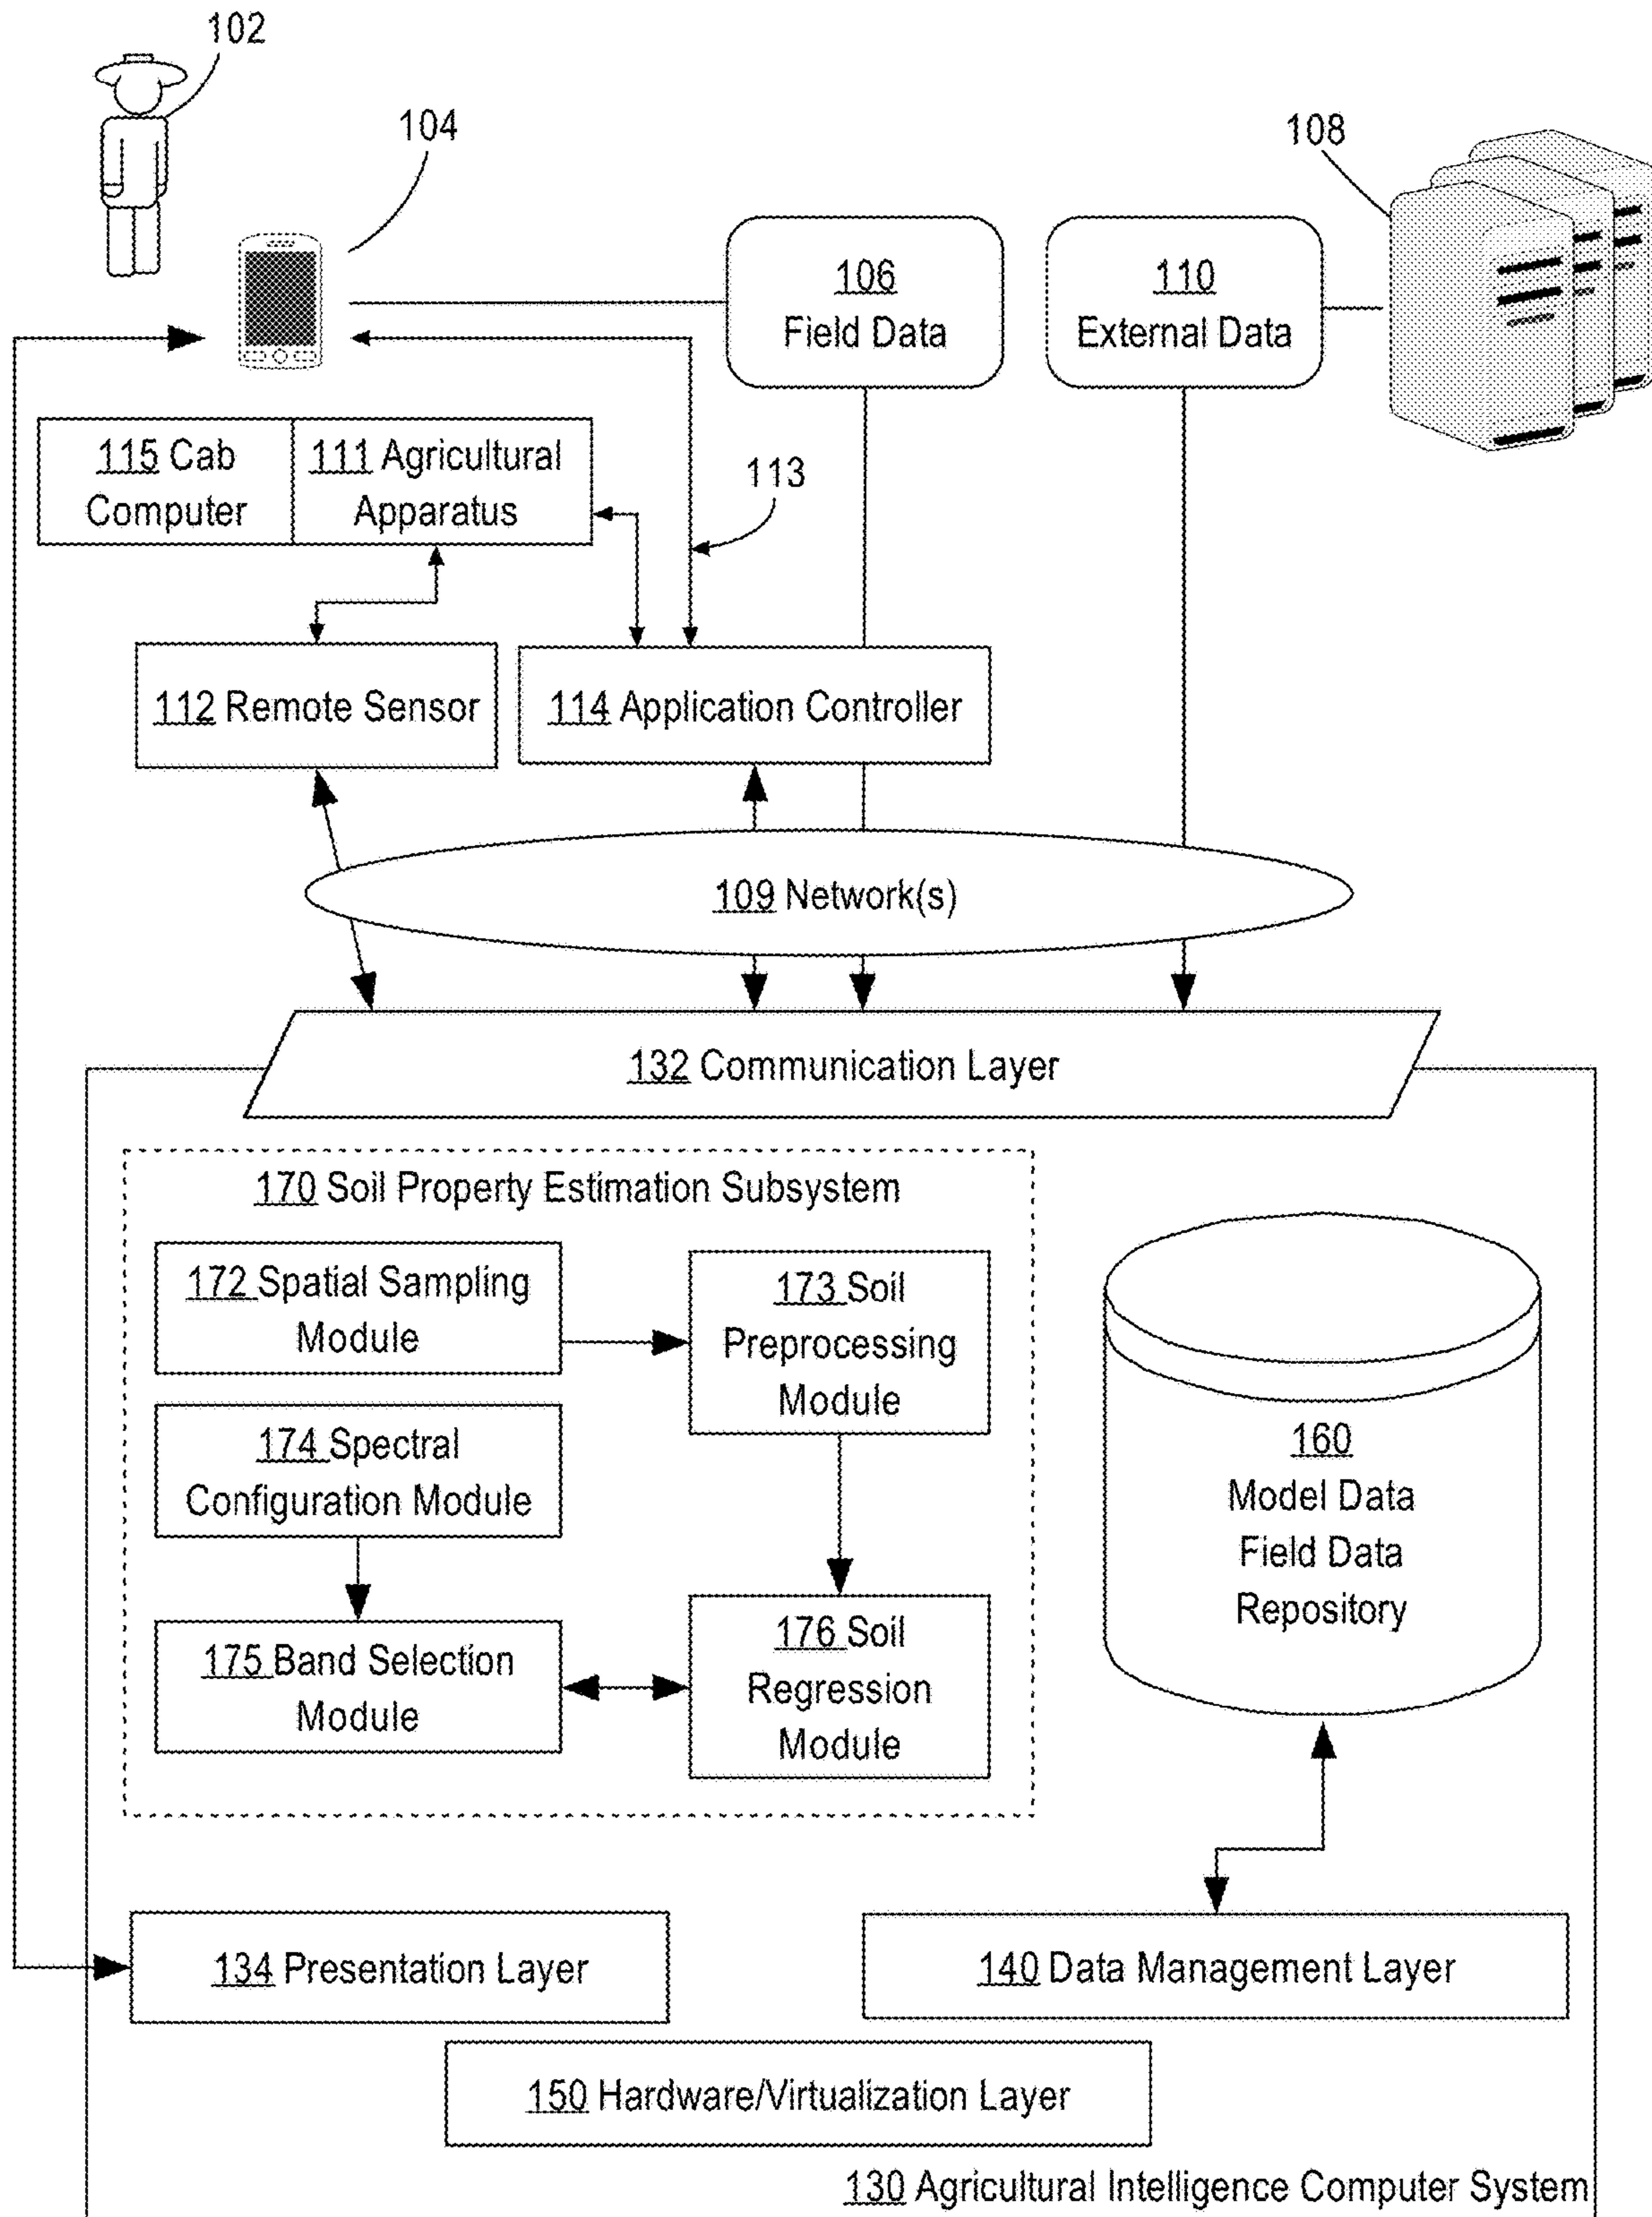 102
104
108
106
Field Data
110
External Data
115 Cab
Computer
111 Agricultural
Apparatus
113
112 Remote Sensor
114 Application Controller
109 Network(s)
132 Communication Layer
170 Soil Property Estimation Subsystem
172 Spatial Sampling
Module
173 Soil
Preprocessing
Module
174 Spectral
Configuration Module
175 Band Selection
Module
176 Soil
Regression
Module
160
Model Data
Field Data
Repository
134 Presentation Layer
140 Data Management Layer
150 Hardware/Virtualization Layer
130 Agricultural Intelligence Computer System